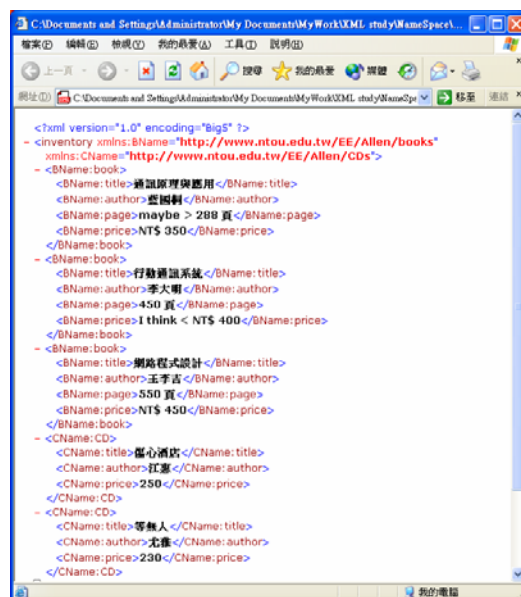 C:\Documents and Settings\Administrator\My Documents\MyWork\XML study\NameSpace\...
檔案(F) 編輯(E) 檢視(V) 我的最愛(A) 工具(T) 說明(H)
上一頁 搜尋 我的最愛 媒體
網址(D) C:\Documents and Settings\Administrator\My Documents\MyWork\XML study\NameSpa 移至 連結
<?xml version="1.0" encoding="Big5" ?>
- <inventory xmlns:BName="http://www.ntou.edu.tw/EE/Allen/books"
xmlns:CName="http://www.ntou.edu.tw/EE/Allen/CDs">
- <BName:book>
<BName:title>通訊原理與應用</BName:title>
<BName:author>藍國桐</BName:author>
<BName:page>maybe > 288 頁</BName:page>
<BName:price>NT$ 350</BName:price>
</BName:book>
- <BName:book>
<BName:title>行動通訊系統</BName:title>
<BName:author>李大明</BName:author>
<BName:page>450 頁</BName:page>
<BName:price>I think < NT$ 400</BName:price>
</BName:book>
- <BName:book>
<BName:title>網路程式設計</BName:title>
<BName:author>王李吉</BName:author>
<BName:page>550 頁</BName:page>
<BName:price>NT$ 450</BName:price>
</BName:book>
- <CName:CD>
<CName:title>傷心酒店</CName:title>
<CName:author>江惠</CName:author>
<CName:price>250</CName:price>
</CName:CD>
- <CName:CD>
<CName:title>等無人</CName:title>
<CName:author>尤雅</CName:author>
<CName:price>230</CName:price>
</CName:CD>
我的電腦